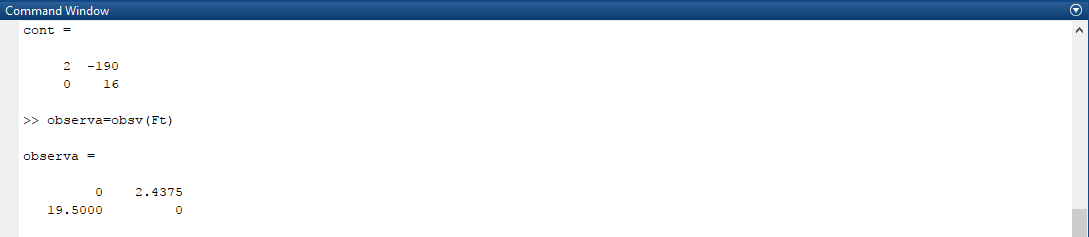 Command Window
cont =
2 -190
0 16
>> observa=obsv(Ft)
observa =
0 2.4375
19.5000 0